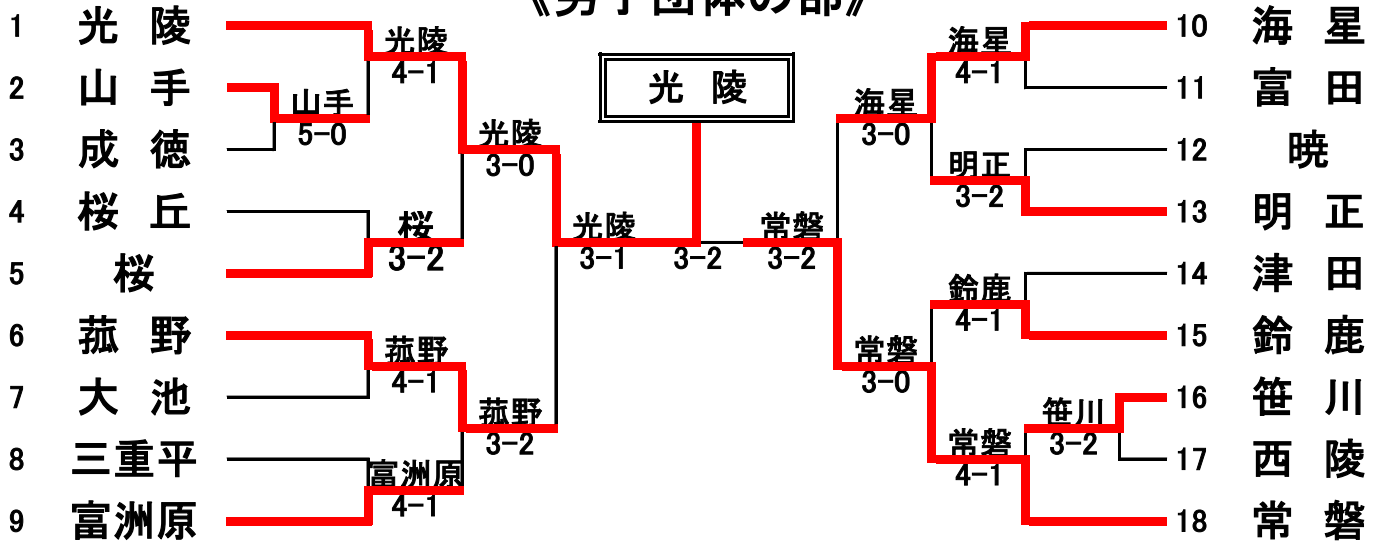 《男子団体の部》
1 光陵
2 山手
3 成徳
4 桜丘
5 桜
6 菰野
7 大池
8 三重平
9 富洲原
山手
5-0
光陵
4-1
桜
3-2
菰野
4-1
富洲原
4-1
光陵
3-0
菰野
3-2
光陵
3-1
光陵
3-2
常磐
3-2
海星
3-0
常磐
3-0
海星
4-1
明正
3-2
鈴鹿
4-1
常磐
4-1
笹川
3-2
10 海星
11 富田
12 暁
13 明正
14 津田
15 鈴鹿
16 笹川
17 西陵
18 常磐